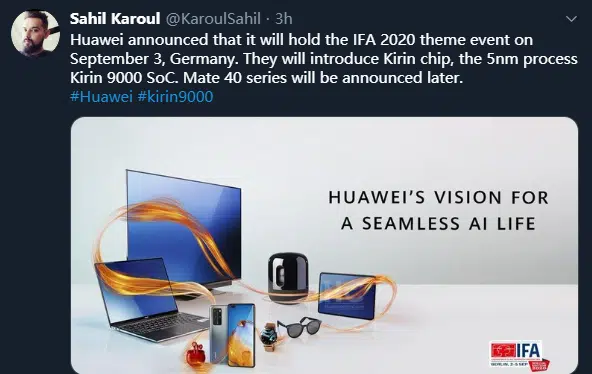 Sahil Karoul @KaroulSahil · 3h
Huawei announced that it will hold the IFA 2020 theme event on
September 3, Germany. They will introduce Kirin chip, the 5nm process
Kirin 9000 SoC. Mate 40 series will be announced later.
#Huawei #kirin9000
HUAWEI'S VISION FOR
A SEAMLESS AI LIFE
IFA